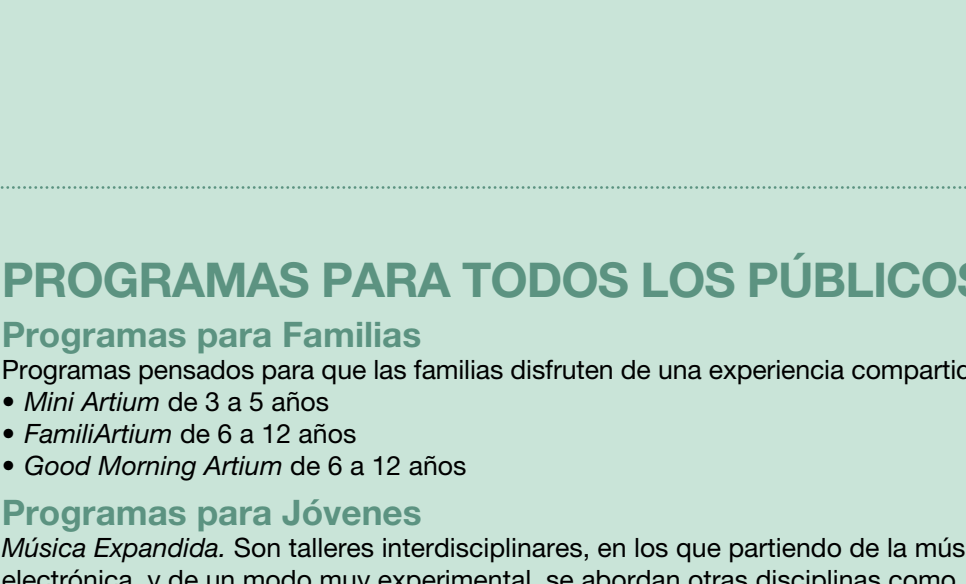 PROGRAMAS PARA TODOS LOS PÚBLICOS
Programas para Familias
Programas pensados para que las familias disfruten de una experiencia
• Mini Artium de 3 a 5 años
• FamiliArtium de 6 a 12 años
• Good Morning Artium de 6 a 12 años
Programas para Jóvenes
Música Expandida. Son talleres interdisciplinares, en los que partiendo de la
electrónica, y de un modo muy experimental, se abordan otras disciplinas como